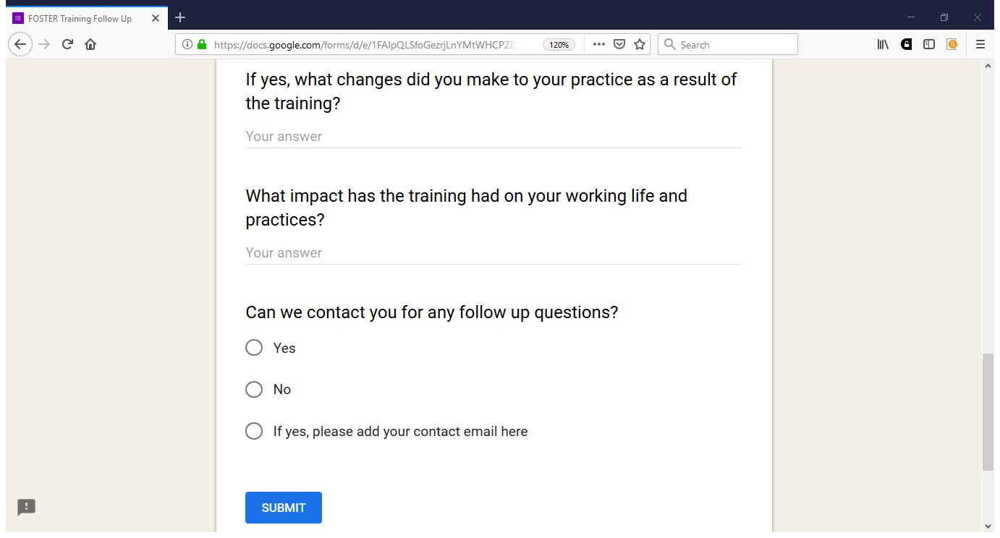 FOSTER Training Follow Up
https://docs.google.com/forms/d/e/1FAIpQLSfoGezrjLnYMtWHCPZD
120%
Search
If yes, what changes did you make to your practice as a result of
the training?
Your answer
What impact has the training had on your working life and
practices?
Your answer
Can we contact you for any follow up questions?
Yes
No
If yes, please add your contact email here
SUBMIT